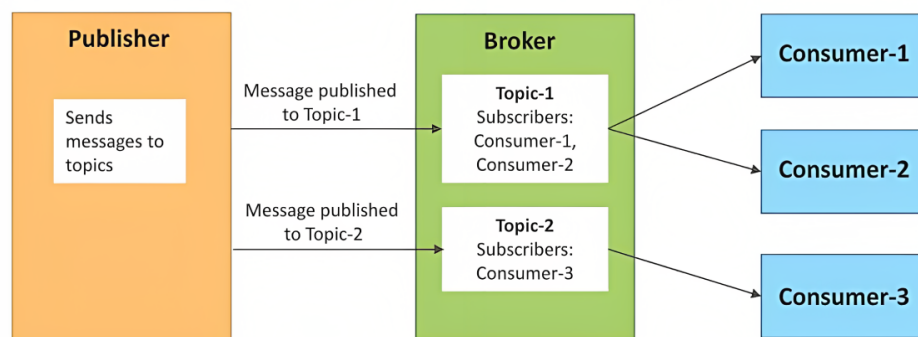 Publisher
Sends
messages to
topics
Message published
to Topic-1
Message published
to Topic-2
Broker
Topic-1
Subscribers:
Consumer-1,
Consumer-2
Topic-2
Subscribers:
Consumer-3
Consumer-1
Consumer-2
Consumer-3